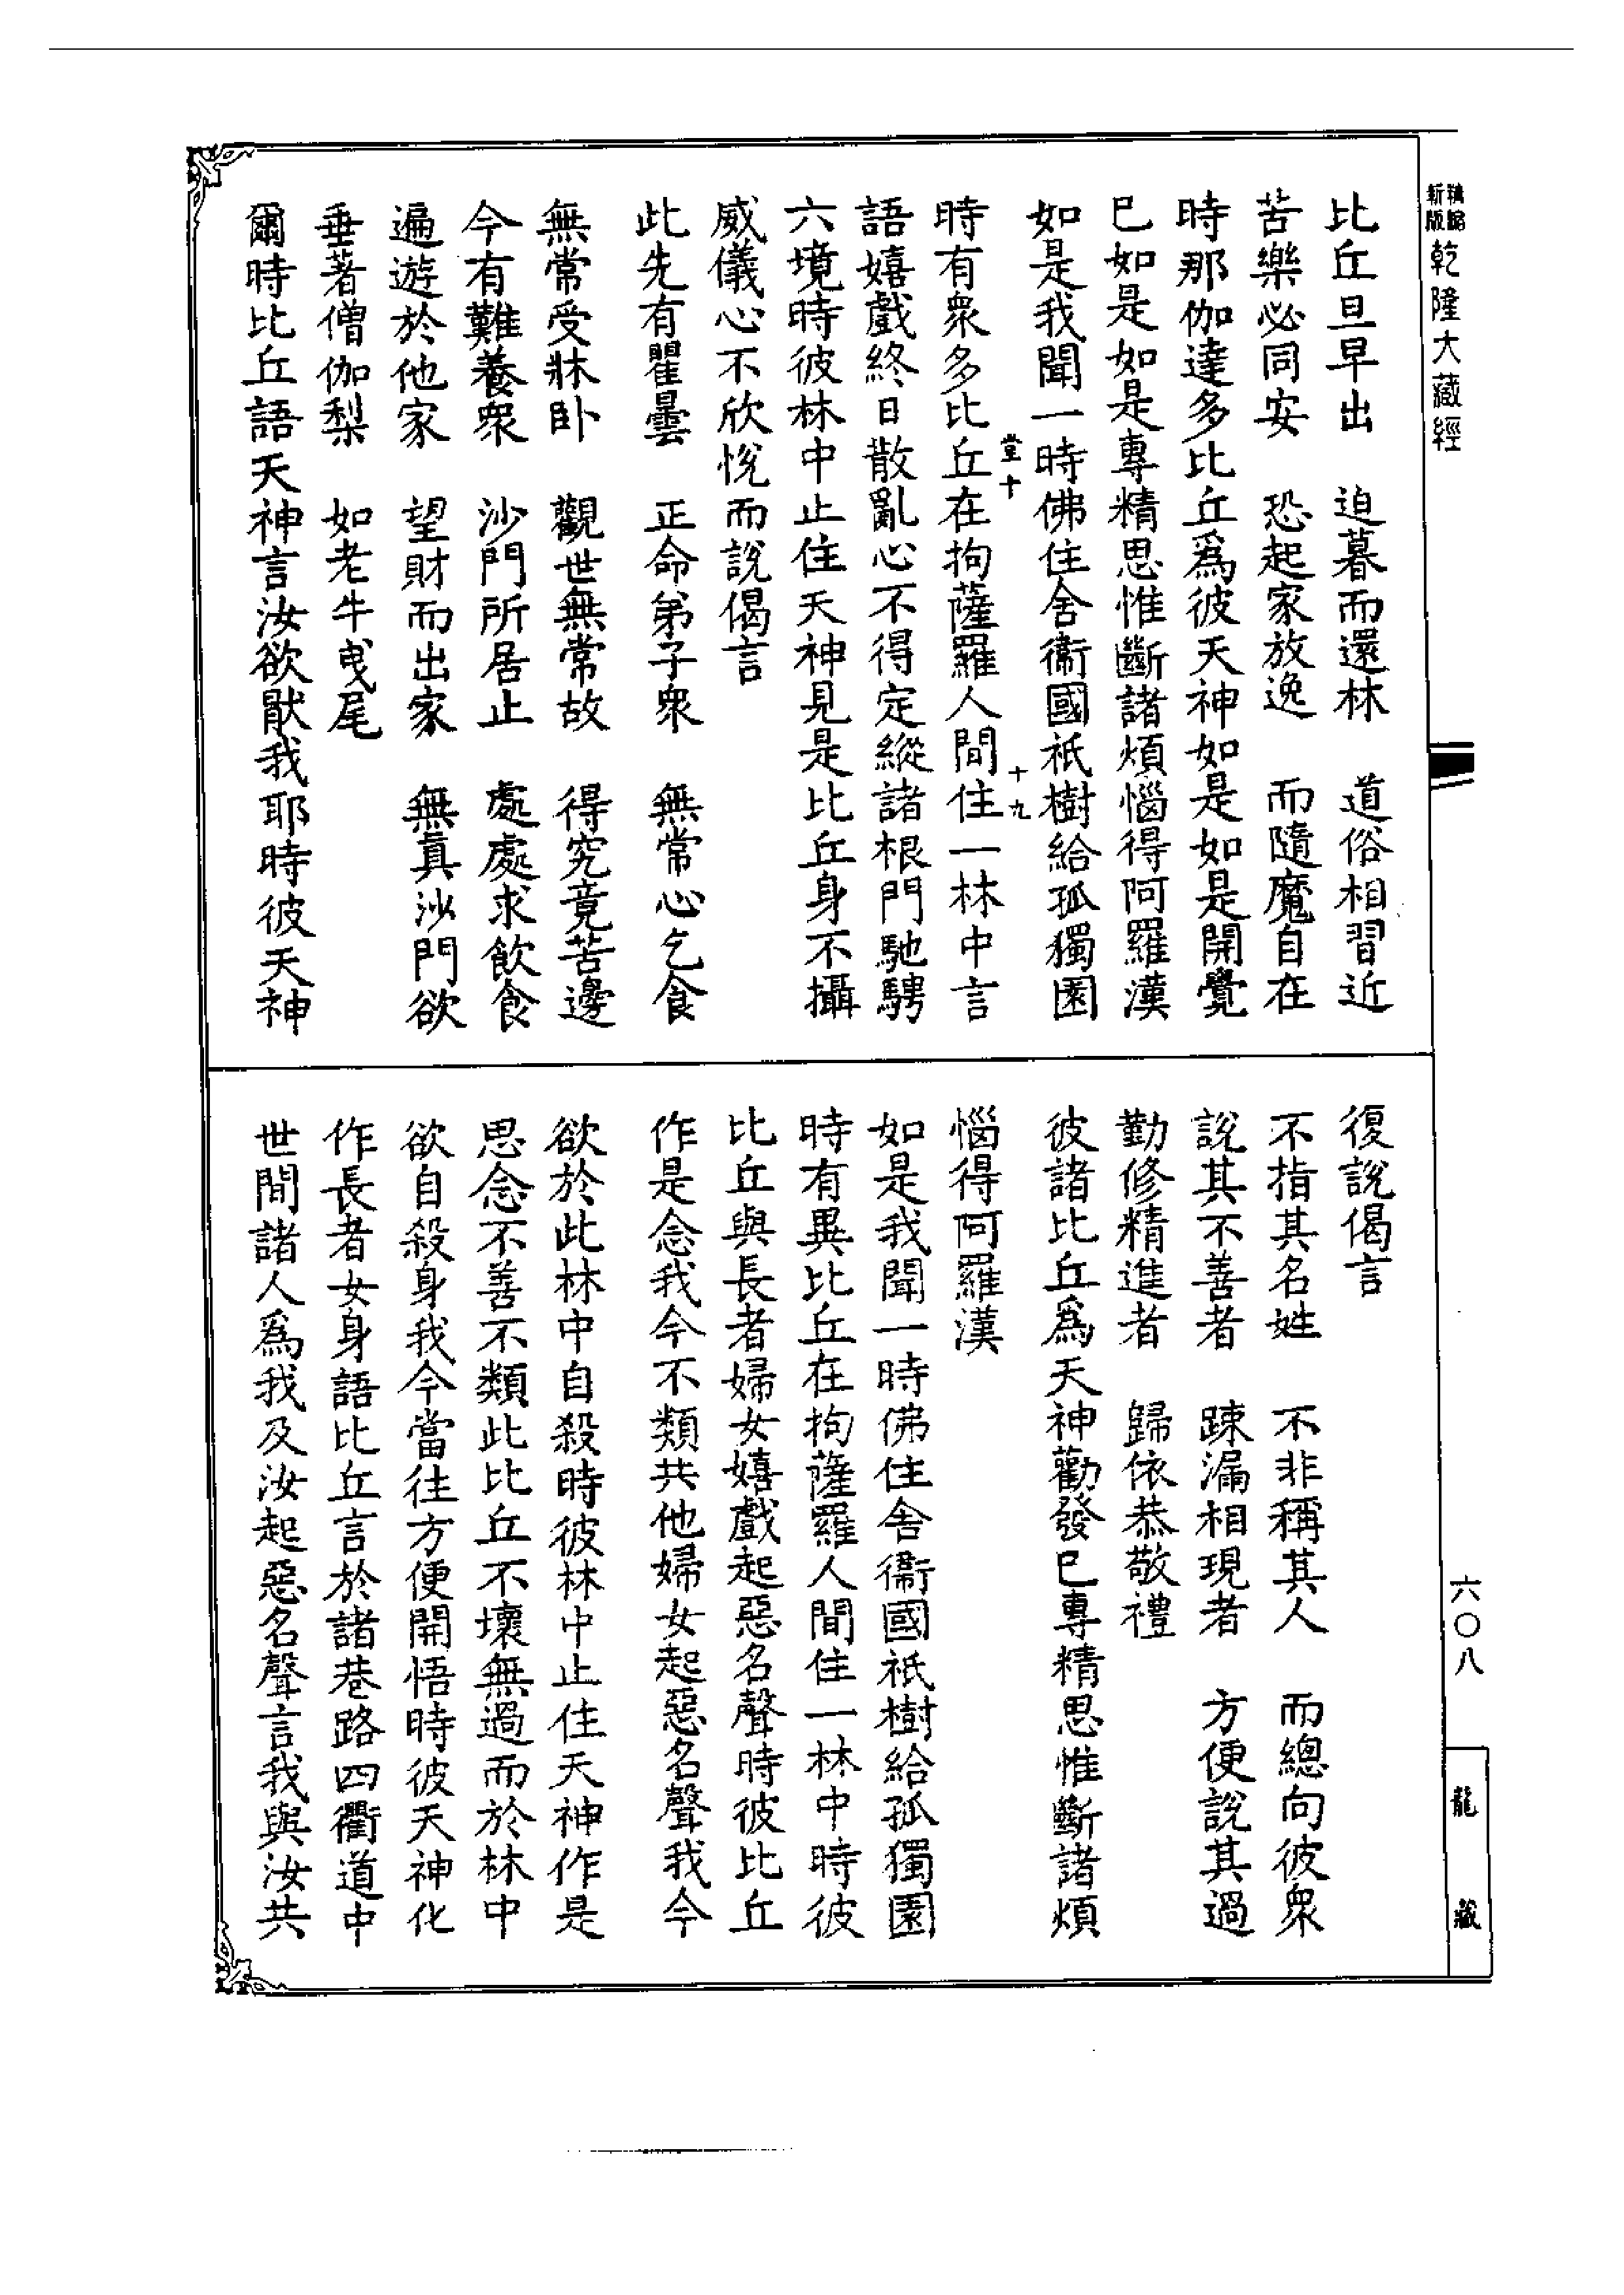 精縮新版乾隆大藏經
比丘旦早出　迫暮而還林　道俗相習近
苦樂必同安　恐起家放逸　而隨魔自在
時那伽達多比丘爲彼天神如是如是開覺
已如是如是專精思惟斷諸煩惱得阿羅漢
如是我聞一時佛住舍衞國祇樹給孤獨園
堂十　十九
時有衆多比丘在拘薩羅人間住一林中言
語嬉戲終日散亂心不得定縱諸根門馳騁
六境時彼林中止住天神見是比丘身不攝
威儀心不欣悅而說偈言
此先有瞿曇　正命弟子衆　無常心乞食
無常受牀卧　觀世無常故　得究竟苦邊
今有難養衆　沙門所居止　處處求飲食
遍遊於他家　望財而出家　無眞沙門欲
垂著僧伽梨　如老牛曳尾
爾時比丘語天神言汝欲猒我耶時彼天神
復說偈言
不指其名姓　不非稱其人　而總向彼衆
說其不善者　踈漏相現者　方便說其過
勤修精進者　歸依恭敬禮
彼諸比丘爲天神勸發已專精思惟斷諸煩
惱得阿羅漢
如是我聞一時佛住舍衞國祇樹給孤獨園
時有異比丘在拘薩羅人間住一林中時彼
比丘與長者婦女嬉戲起惡名聲時彼比丘
作是念我今不類共他婦女起惡名聲我今
欲於此林中自殺時彼林中止住天神作是
思念不善不類此比丘不壞無過而於林中
欲自殺身我今當往方便開悟時彼天神化
作長者女身語比丘言於諸巷路四衢道中
世間諸人爲我及汝起惡名聲言我與汝共
六〇八
龍藏